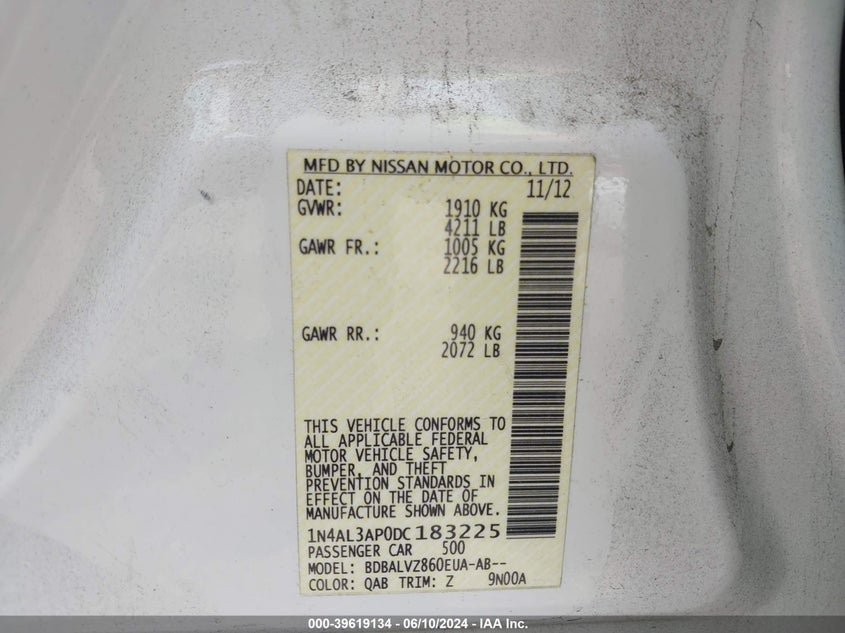 MFD BY NISSAN MOTOR CO., LTD.
DATE: 11/12
GVWR: 1910 KG
4211 LB
GAWR FR.: 1005 KG
2216 LB
GAWR RR.: 940 KG
2072 LB
THIS VEHICLE CONFORMS TO
ALL APPLICABLE FEDERAL
MOTOR VEHICLE SAFETY,
BUMPER, AND THEFT
PREVENTION STANDARDS IN
EFFECT ON THE DATE OF
MANUFACTURE SHOWN ABOVE.
1N4AL3AP0DC183225
PASSENGER CAR 500
MODEL: BDBALVZ860EUA-AB--
COLOR: QAB TRIM: Z 9N00A
000-39619134 - 06/10/2024 - IAA Inc.